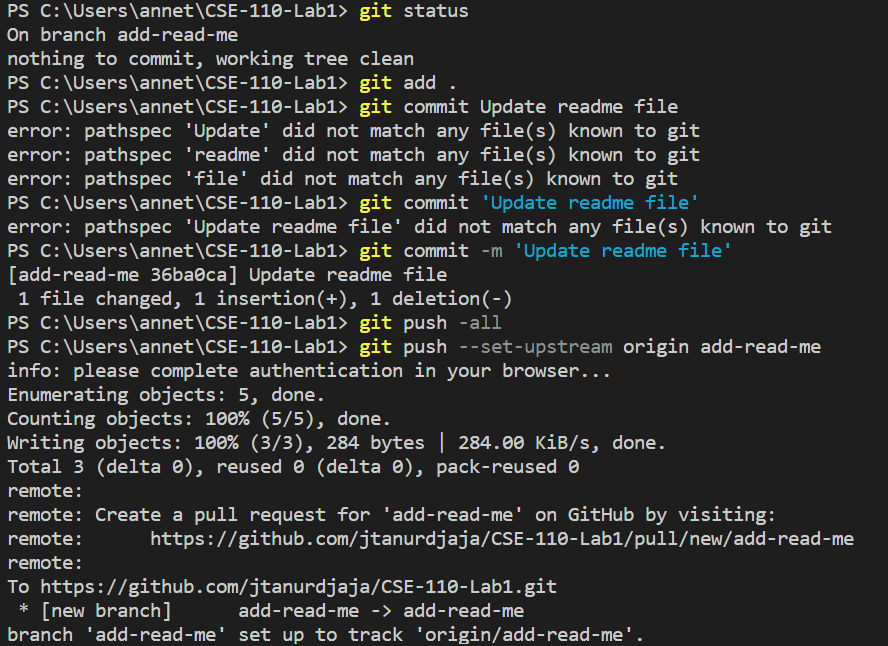 PS C:\Users\annet\CSE-110-Lab1> git status
On branch add-read-me
nothing to commit, working tree clean
PS C:\Users\annet\CSE-110-Lab1> git add .
PS C:\Users\annet\CSE-110-Lab1> git commit Update readme file
error: pathspec 'Update' did not match any file(s) known to git
error: pathspec 'readme' did not match any file(s) known to git
error: pathspec 'file' did not match any file(s) known to git
PS C:\Users\annet\CSE-110-Lab1> git commit 'Update readme file'
error: pathspec 'Update readme file' did not match any file(s) known to git
PS C:\Users\annet\CSE-110-Lab1> git commit -m 'Update readme file'
[add-read-me 36ba0ca] Update readme file
 1 file changed, 1 insertion(+), 1 deletion(-)
PS C:\Users\annet\CSE-110-Lab1> git push -all
PS C:\Users\annet\CSE-110-Lab1> git push --set-upstream origin add-read-me
info: please complete authentication in your browser...
Enumerating objects: 5, done.
Counting objects: 100% (5/5), done.
Writing objects: 100% (3/3), 284 bytes | 284.00 KiB/s, done.
Total 3 (delta 0), reused 0 (delta 0), pack-reused 0
remote:
remote: Create a pull request for 'add-read-me' on GitHub by visiting:
remote:      https://github.com/jtanurdjaja/CSE-110-Lab1/pull/new/add-read-me
remote:
To https://github.com/jtanurdjaja/CSE-110-Lab1.git
 * [new branch]      add-read-me -> add-read-me
branch 'add-read-me' set up to track 'origin/add-read-me'.